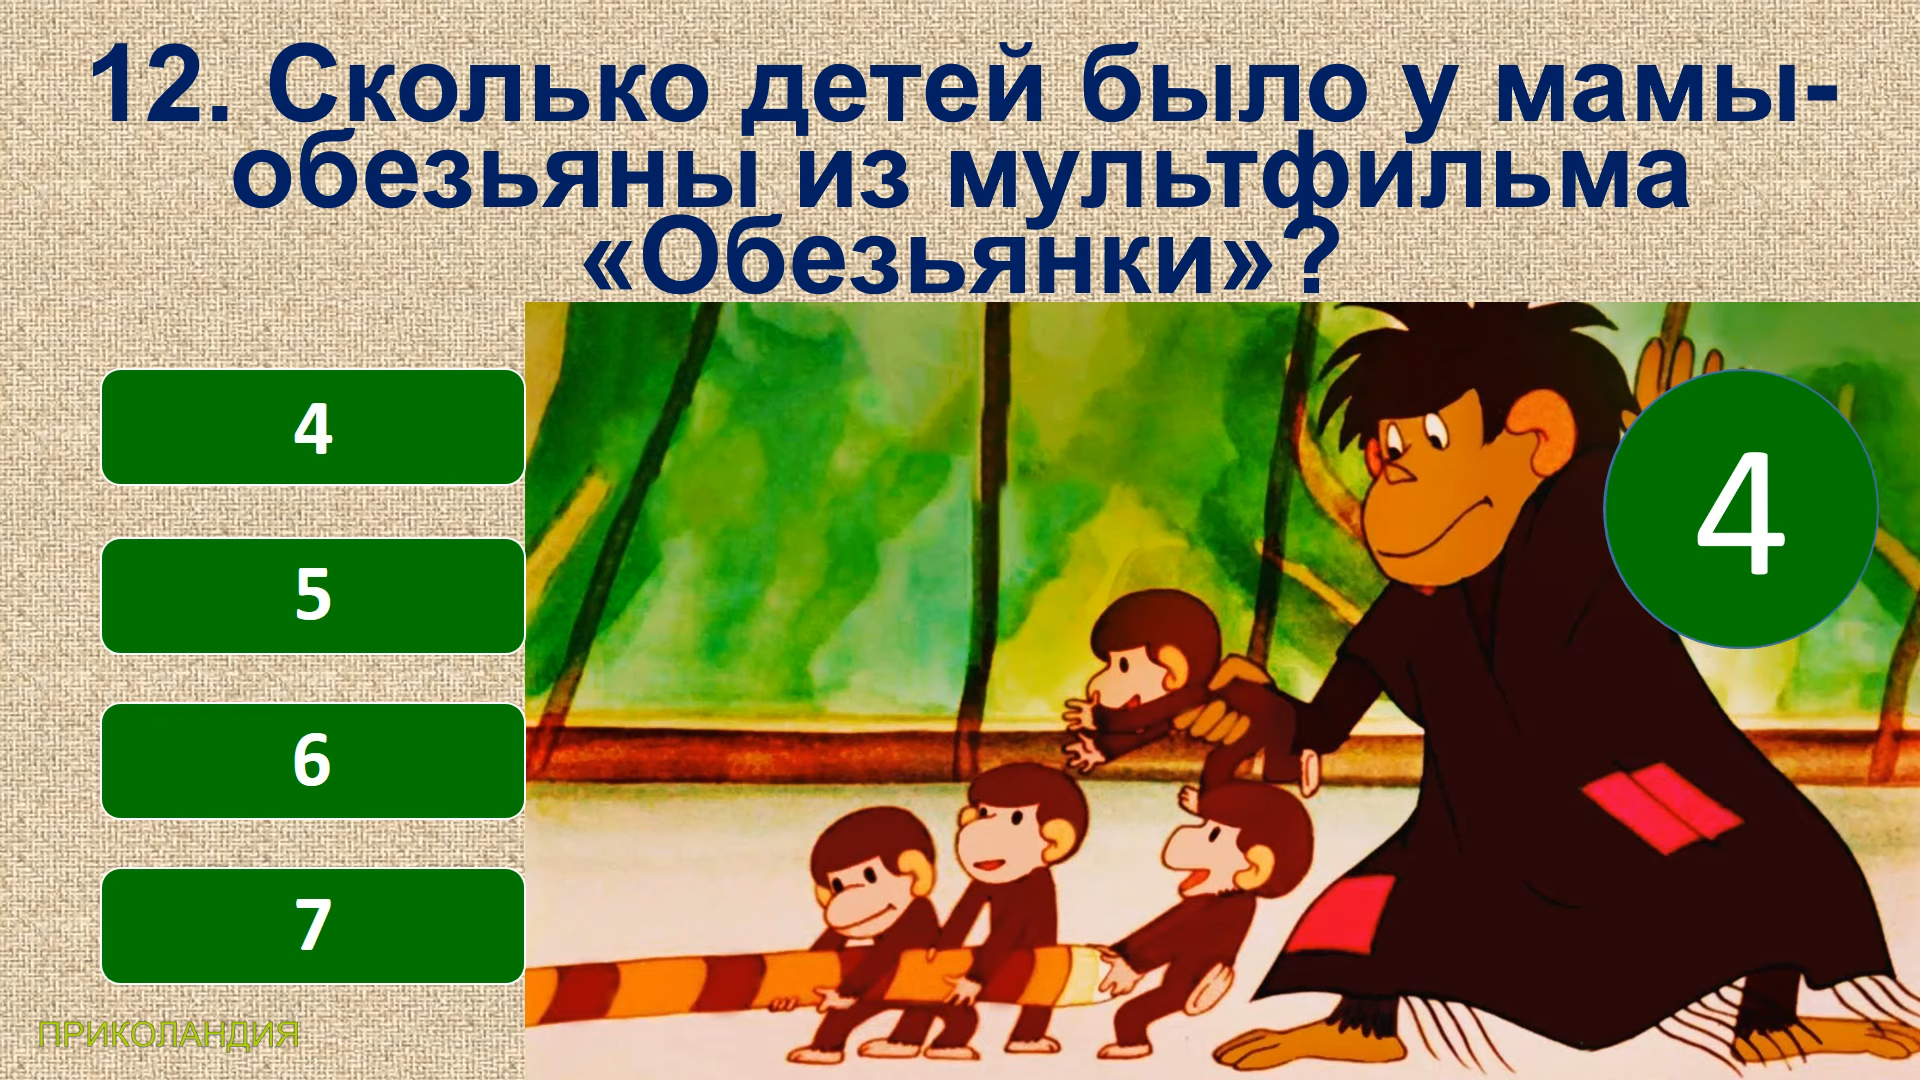 12. Сколько детей было у мамы-
обезьяны из мультфильма
«Обезьянки»?
4
5
6
7
4
ПРИКОЛАНДИЯ